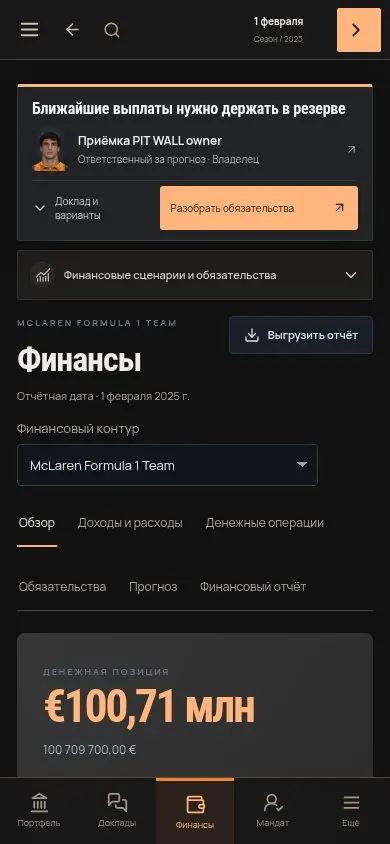 1 февраля
Сезон / 2025
Ближайшие выплаты нужно держать в резерве
Приёмка PIT WALL owner
Ответственный за прогноз · Владелец
Доклад и
варианты
Разобрать обязательства
Финансовые сценарии и обязательства
MCLAREN FORMULA 1 TEAM
Выгрузить отчёт
Финансы
Отчётная дата · 1 февраля 2025 г.
Финансовый контур
McLaren Formula 1 Team
Обзор Доходы и расходы Денежные операции
Обязательства Прогноз Финансовый отчёт
ДЕНЕЖНАЯ ПОЗИЦИЯ
€100,71 млн
100 709 700,00 €
Портфель Доклады Финансы Мандат Ещё